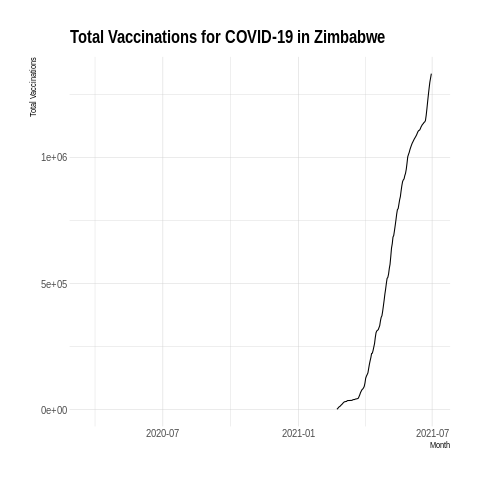 Total Vaccinations for COVID-19 in Zimbabwe
Total Vaccinations
1e+06
5e+05
0e+00
2020-07
2021-01
2021-07
Month